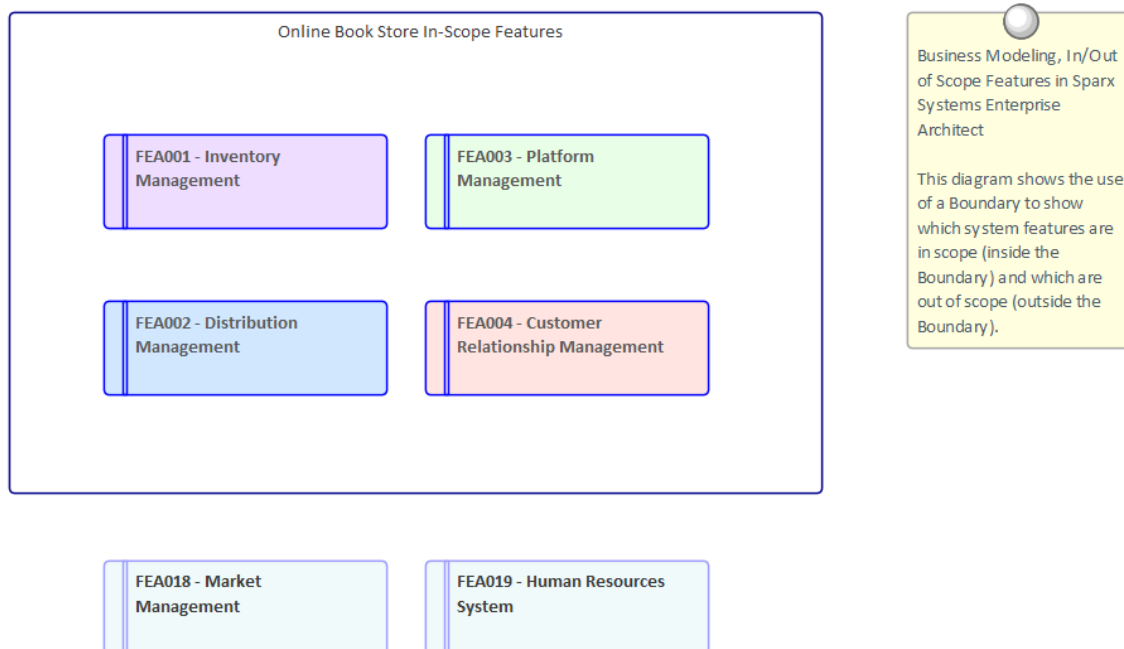 Online Book Store In-Scope Features
FEA001 - Inventory
Management
FEA003 - Platform
Management
FEA002 - Distribution
Management
FEA004 - Customer
Relationship Management
FEA018 - Market
Management
FEA019 - Human Resources
System
Business Modeling, In/Out
of Scope Features in Sparx
Systems Enterprise
Architect
This diagram shows the use
of a Boundary to show
which system features are
in scope (inside the
Boundary) and which are
out of scope (outside the
Boundary).